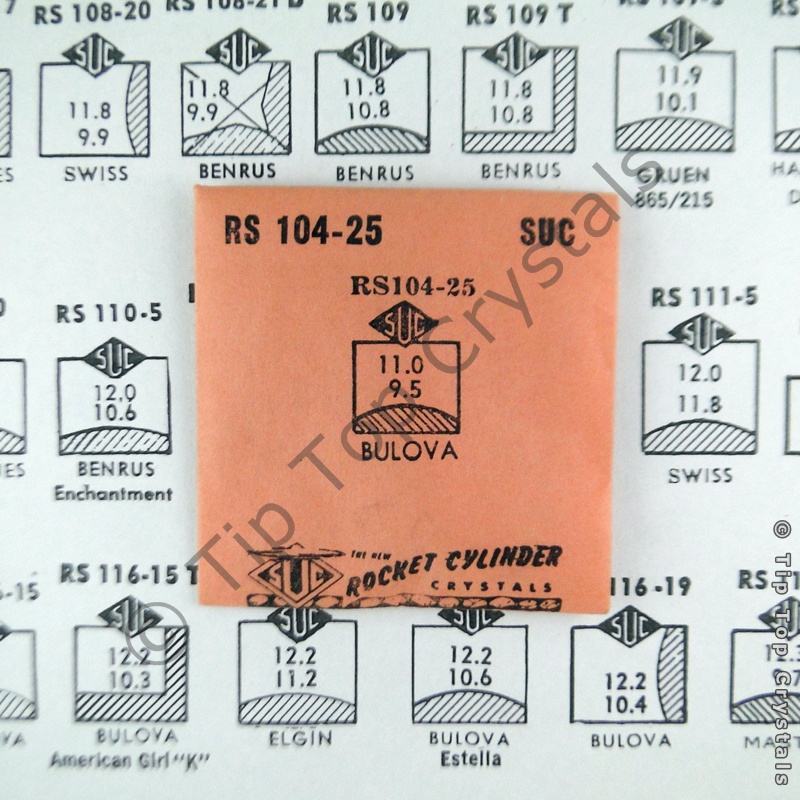 RS 108-20
RS 109
RS 109 T
SUC
SUC
SUC
SUC
SUC
11.8
9.9
11.8
9.9
11.8
10.8
11.8
10.8
11.9
10.1
SWISS
BENRUS
BENRUS
BENRUS
GRUEN
865/215
RS 104-25 SUC
RS104-25
SUC
11.0
9.5
BULOVA
THE NEW
ROCKET CYLINDER
CRYSTALS
SUC
RS 110-5
SUC
12.0
10.6
BENRUS
Enchantment
RS 111-5
SUC
12.0
11.8
SWISS
RS 116-15 T
116-19
SUC
SUC
SUC
SUC
12.2
10.3
12.2
11.2
12.2
10.6
12.2
10.4
BULOVA
American Girl "K"
ELGIN
BULOVA
Estella
BULOVA
© Tip Top Crystals
© Tip Top Crystals